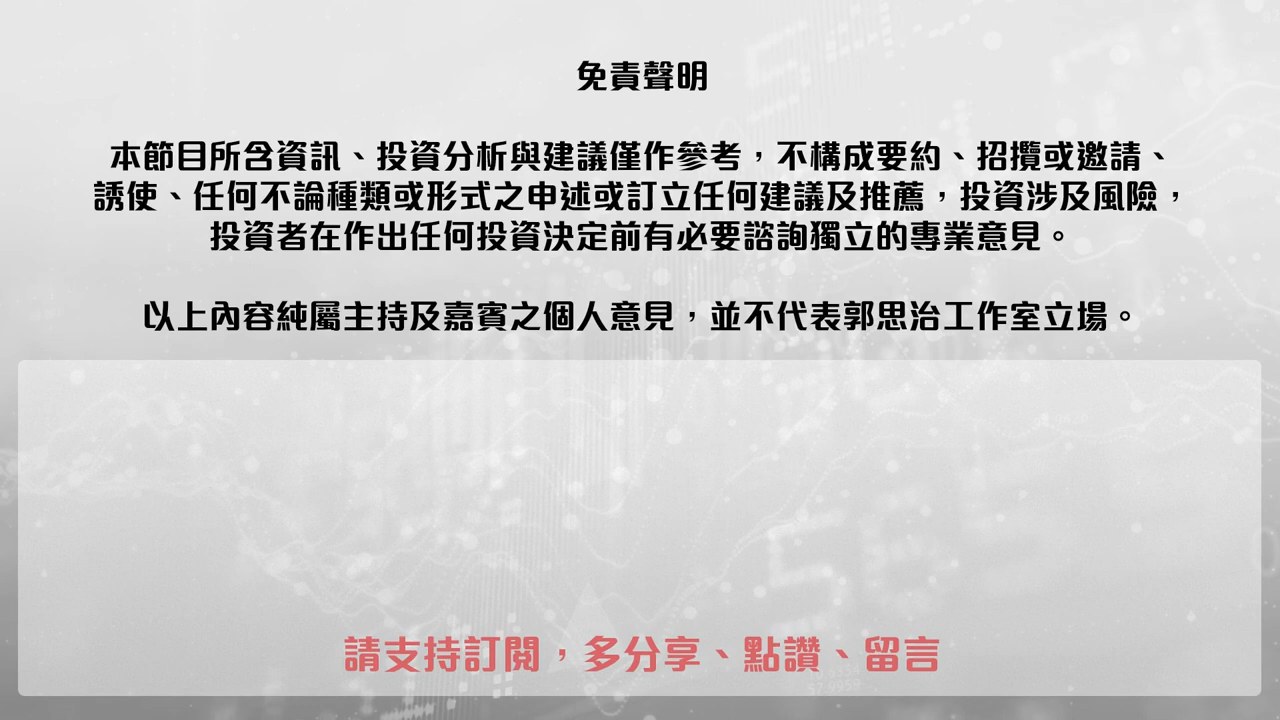 免責聲明
本節目所含資訊、投資分析與建議僅作參考，不構成要約、招攬或邀請、
誘使、任何不論種類或形式之申述或訂立任何建議及推薦，投資涉及風險，
投資者在作出任何投資決定前有必要諮詢獨立的專業意見。
以上內容純屬主持及嘉賓之個人意見，並不代表郭思治工作室立場。
請支持訂閱，多分享、點讚、留言